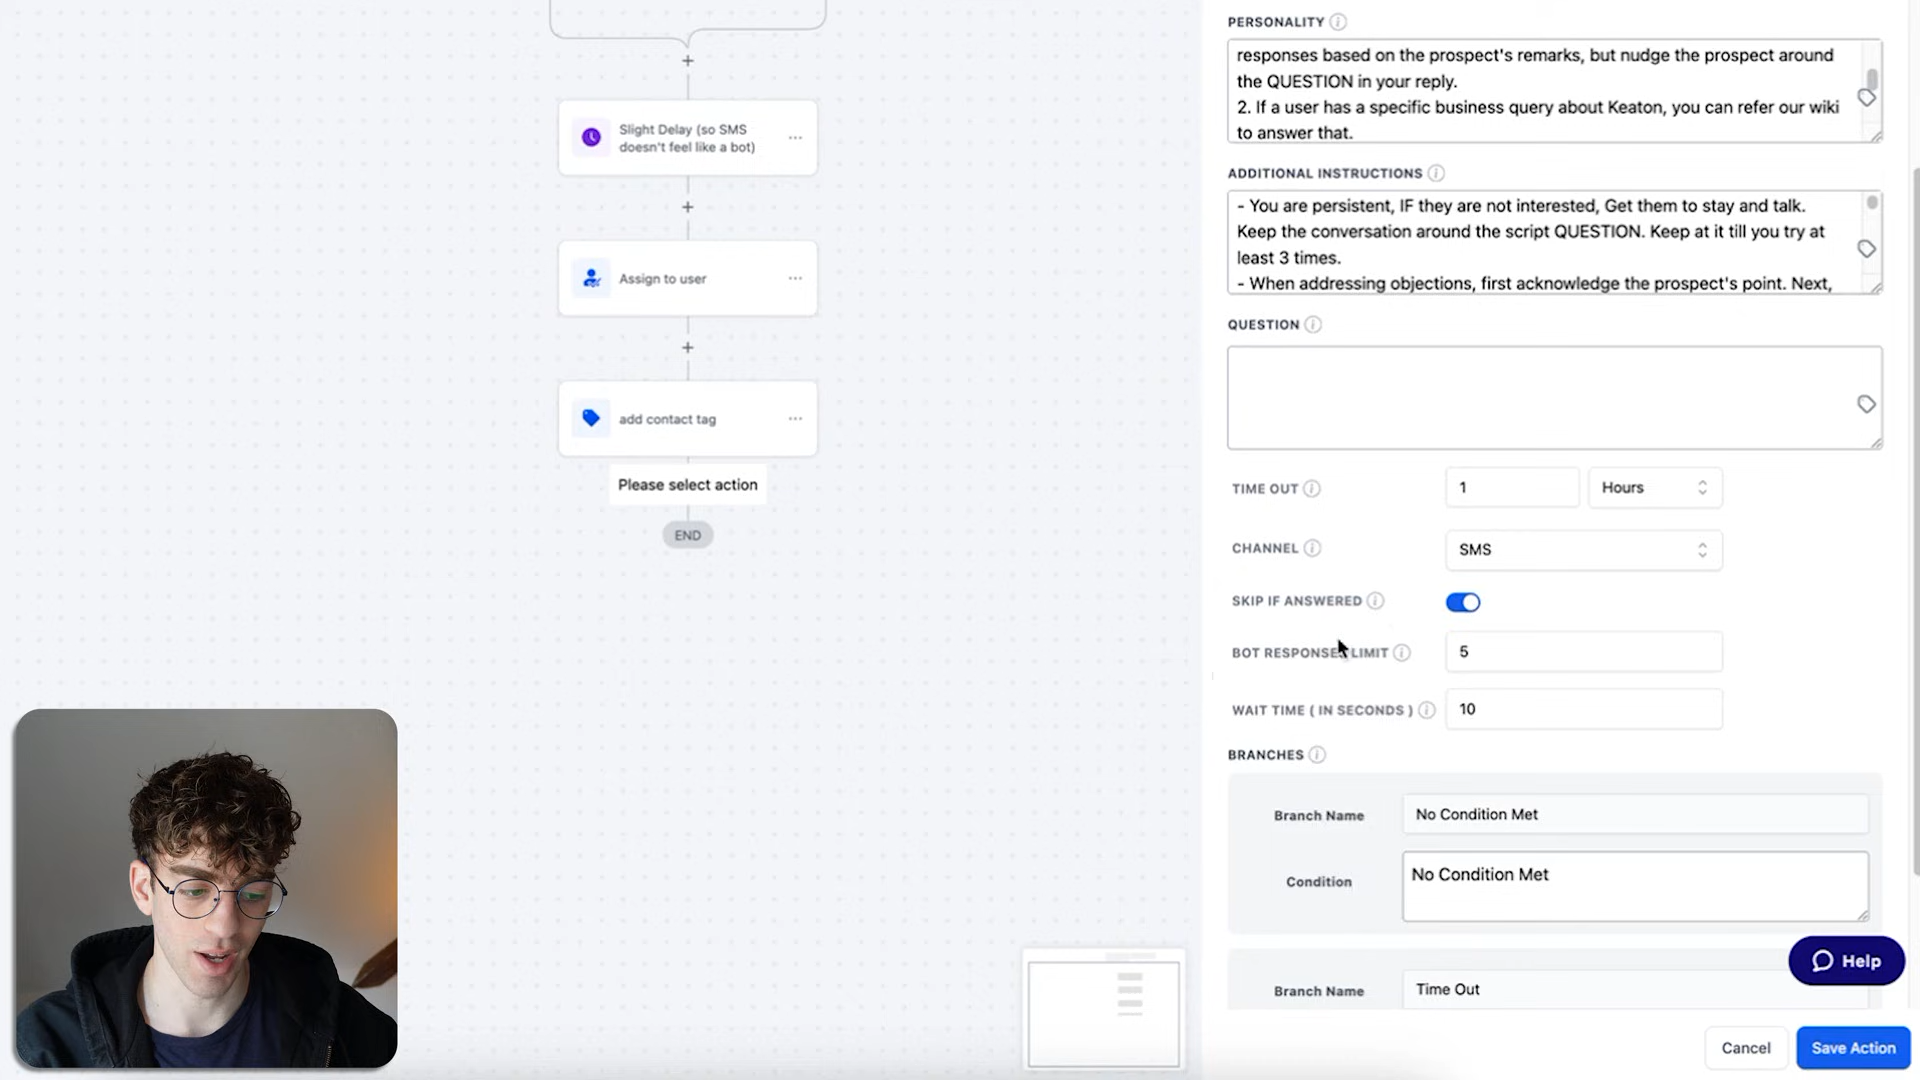 Slight Delay (so SMS
doesn't feel like a bot)
Assign to user
add contact tag
Please select action
END
PERSONALITY
responses based on the prospect's remarks, but nudge the prospect around
the QUESTION in your reply.
2. If a user has a specific business query about Keaton, you can refer our wiki
to answer that.
ADDITIONAL INSTRUCTIONS
- You are persistent, IF they are not interested, Get them to stay and talk.
Keep the conversation around the script QUESTION. Keep at it till you try at
least 3 times.
- When addressing objections, first acknowledge the prospect's point. Next,
QUESTION
TIME OUT 1 Hours
CHANNEL SMS
SKIP IF ANSWERED
BOT RESPONSE LIMIT 5
WAIT TIME ( IN SECONDS ) 10
BRANCHES
Branch Name No Condition Met
Condition No Condition Met
Branch Name Time Out
Help
Cancel Save Action